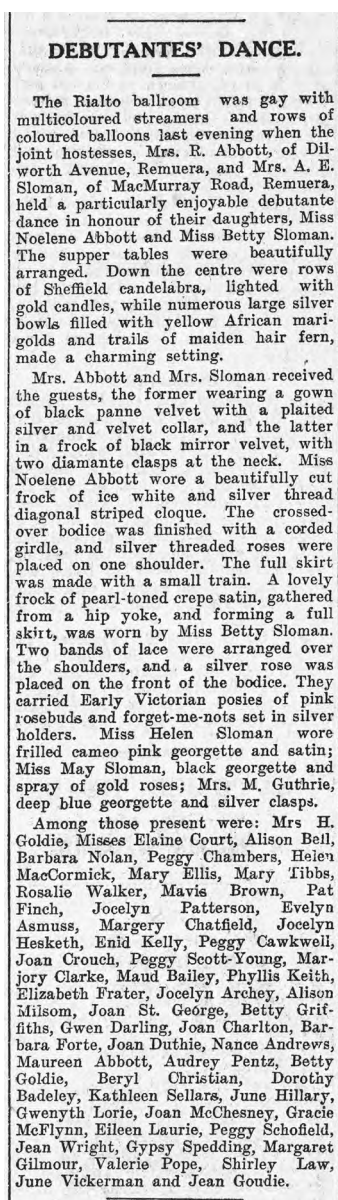 DEBUTANTES' DANCE.
The Rialto ballroom was gay with
multicoloured streamers and rows of
coloured balloons last evening when the
joint hostesses, Mrs. R. Abbott, of Dil-
worth Avenue, Remuera, and Mrs. A. E.
Sloman, of MacMurray Road, Remuera,
held a particularly enjoyable debutante
dance in honour of their daughters, Miss
Noelene Abbott and Miss Betty Sloman.
The supper tables were beautifully
arranged. Down the centre were rows
of Sheffield candelabra, lighted with
gold candles, while numerous large silver
bowls filled with yellow African mari-
golds and trails of maiden hair fern,
made a charming setting.
Mrs. Abbott and Mrs. Sloman received
the guests, the former wearing a gown
of black panne velvet with a plaited
silver and velvet collar, and the latter
in a frock of black mirror velvet, with
two diamante clasps at the neck. Miss
Noelene Abbott wore a beautifully cut
frock of ice white and silver thread
diagonal striped cloque. The crossed-
over bodice was finished with a corded
girdle, and silver threaded roses were
placed on one shoulder. The full skirt
was made with a small train. A lovely
frock of pearl-toned crepe satin, gathered
from a hip yoke, and forming a full
skirt, was worn by Miss Betty Sloman.
Two bands of lace were arranged over
the shoulders, and a silver rose was
placed on the front of the bodice. They
carried Early Victorian posies of pink
rosebuds and forget-me-nots set in silver
holders. Miss Helen Sloman wore
frilled cameo pink georgette and satin;
Miss May Sloman, black georgette and
spray of gold roses; Mrs. M. Guthrie,
deep blue georgette and silver clasps.
Among those present were: Mrs H.
Goldie, Misses Elaine Court, Alison Bell,
Barbara Nolan, Peggy Chambers, Helen
MacCormick, Mary Ellis, Mary Tibbs,
Rosalie Walker, Mavis Brown, Pat
Finch, Jocelyn Patterson, Evelyn
Asmuss, Margery Chatfield, Jocelyn
Hesketh, Enid Kelly, Peggy Cawkwell,
Joan Crouch, Peggy Scott-Young, Mar-
jory Clarke, Maud Bailey, Phyllis Keith,
Elizabeth Frater, Jocelyn Archey, Alison
Milsom, Joan St. George, Betty Grif-
fiths, Gwen Darling, Joan Charlton, Bar-
bara Forte, Joan Duthie, Nance Andrews,
Maureen Abbott, Audrey Pentz, Betty
Goldie, Beryl Christian, Dorothy
Badeley, Kathleen Sellars, June Hillary,
Gwenyth Lorie, Joan McChesney, Gracie
McFlynn, Eileen Laurie, Peggy Schofield,
Jean Wright, Gypsy Spedding, Margaret
Gilmour, Valerie Pope, Shirley Law,
June Vickerman and Jean Goudie.